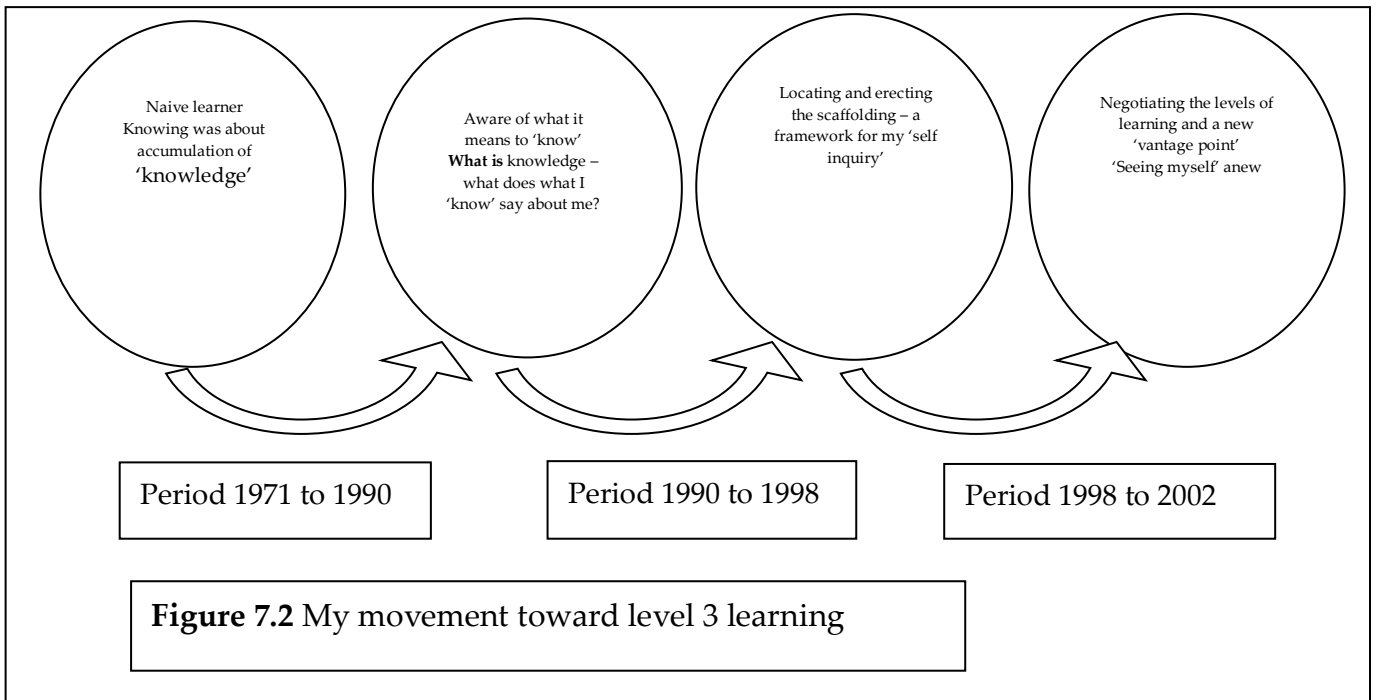 Naive learner
Knowing was about
accumulation of
‘knowledge’
Aware of what it
means to ‘know’
What is knowledge –
what does what I
‘know’ say about me?
Locating and erecting
the scaffolding – a
framework for my ‘self
inquiry’
Negotiating the levels of
learning and a new
‘vantage point’
‘Seeing myself’ anew
Period 1971 to 1990
Period 1990 to 1998
Period 1998 to 2002
Figure 7.2 My movement toward level 3 learning